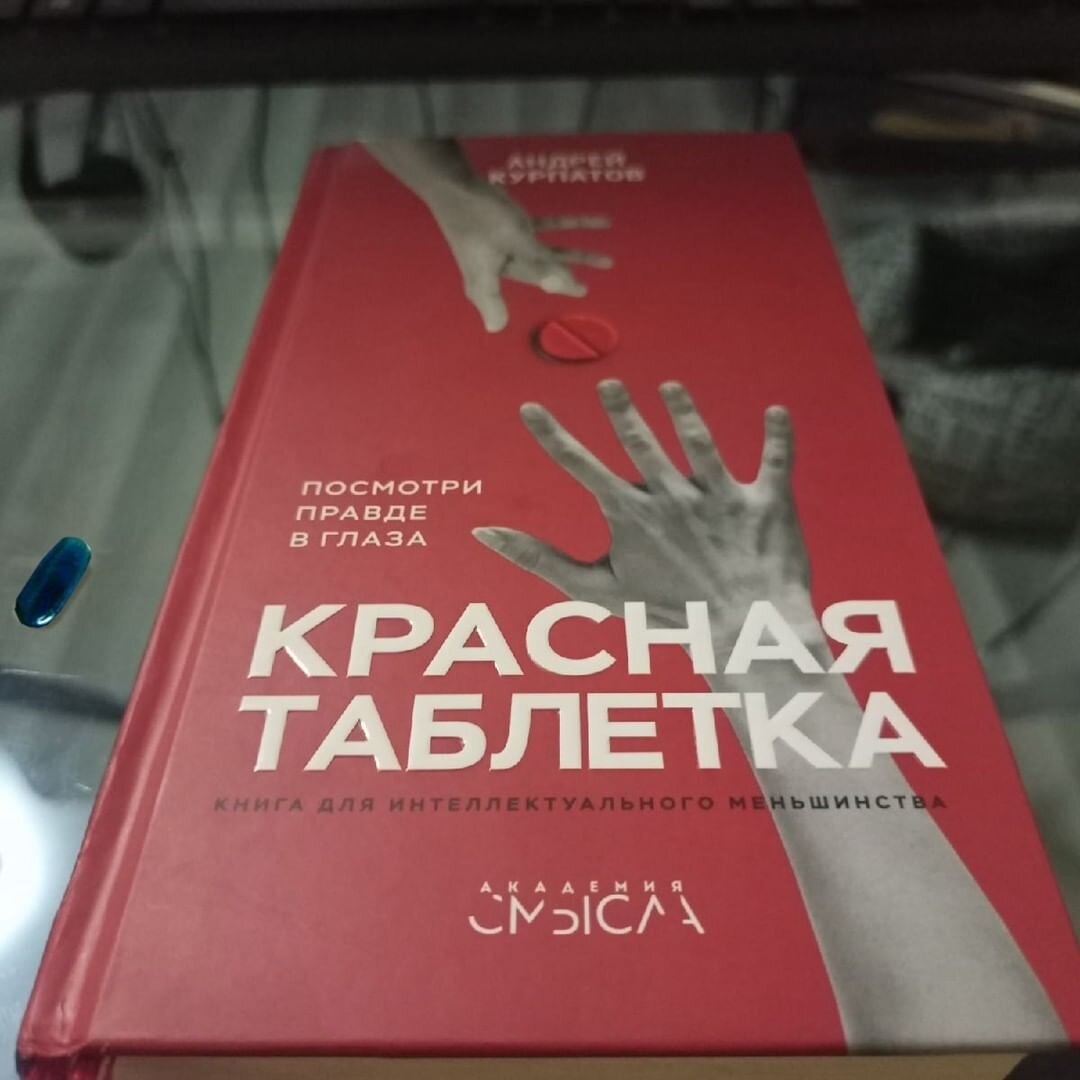 АНДРЕЙ
КУРПАТОВ
ПОСМОТРИ
ПРАВДЕ
В ГЛАЗА
КРАСНАЯ
ТАБЛЕТКА
КНИГА ДЛЯ ИНТЕЛЛЕКТУАЛЬНОГО МЕНЬШИНСТВА
АКАДЕМИЯ
СМЫСЛА